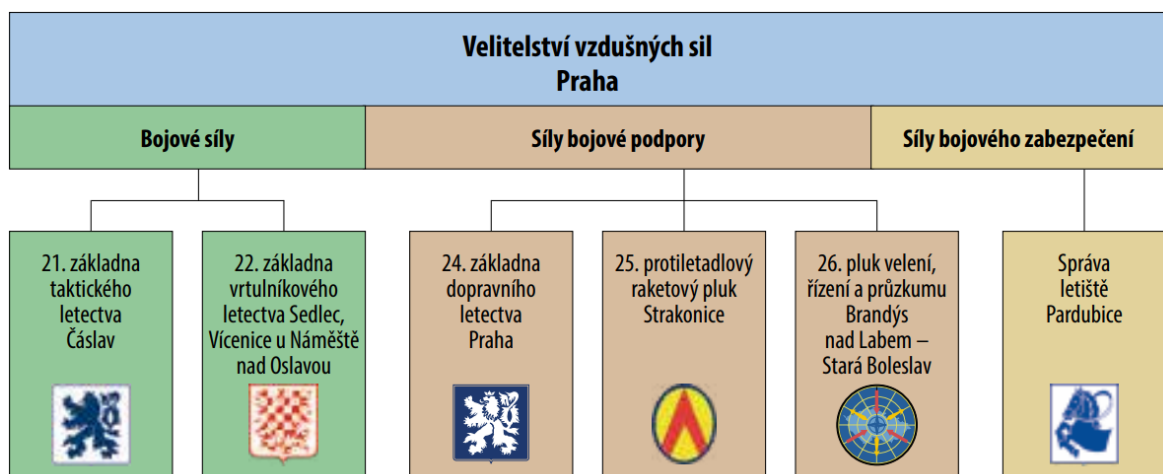 Velitelství vzdušných sil
Praha
Bojové síly
Síly bojové podpory
Síly bojového zabezpečení
21. základna
taktického
letectva
Čáslav
22. základna
vrtulníkového
letectva Sedlec,
Vícenice u Náměště
nad Oslavou
24. základna
dopravního
letectva
Praha
25. protiletadlový
raketový pluk
Strakonice
26. pluk velení,
řízení a průzkumu
Brandýs
nad Labem –
Stará Boleslav
Správa
letiště
Pardubice